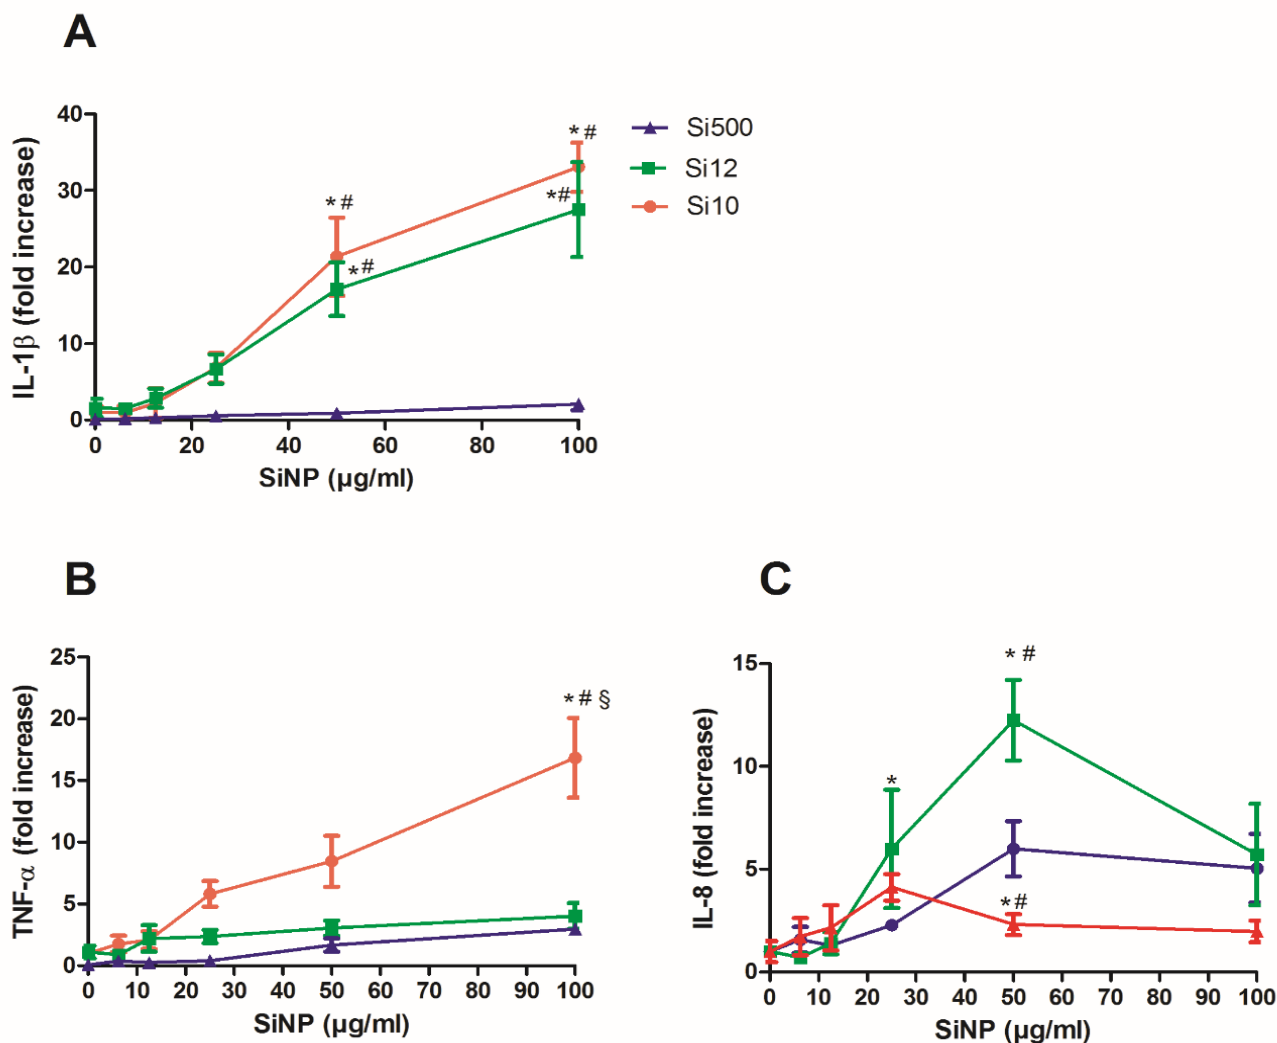 A
IL-1β (fold increase)
40
30
20
10
0
* #
*#
* #
*#
0 20 40 60 80 100
SiNP (µg/ml)
Si500
Si12
Si10
B
TNF-α (fold increase)
25
20
15
10
5
0
* # §
0 10 20 30 40 50 60 70 80 90 100
SiNP (µg/ml)
C
IL-8 (fold increase)
15
10
5
0
* #
*
*#
0 10 20 30 40 50 60 70 80 90 100
SiNP (µg/ml)